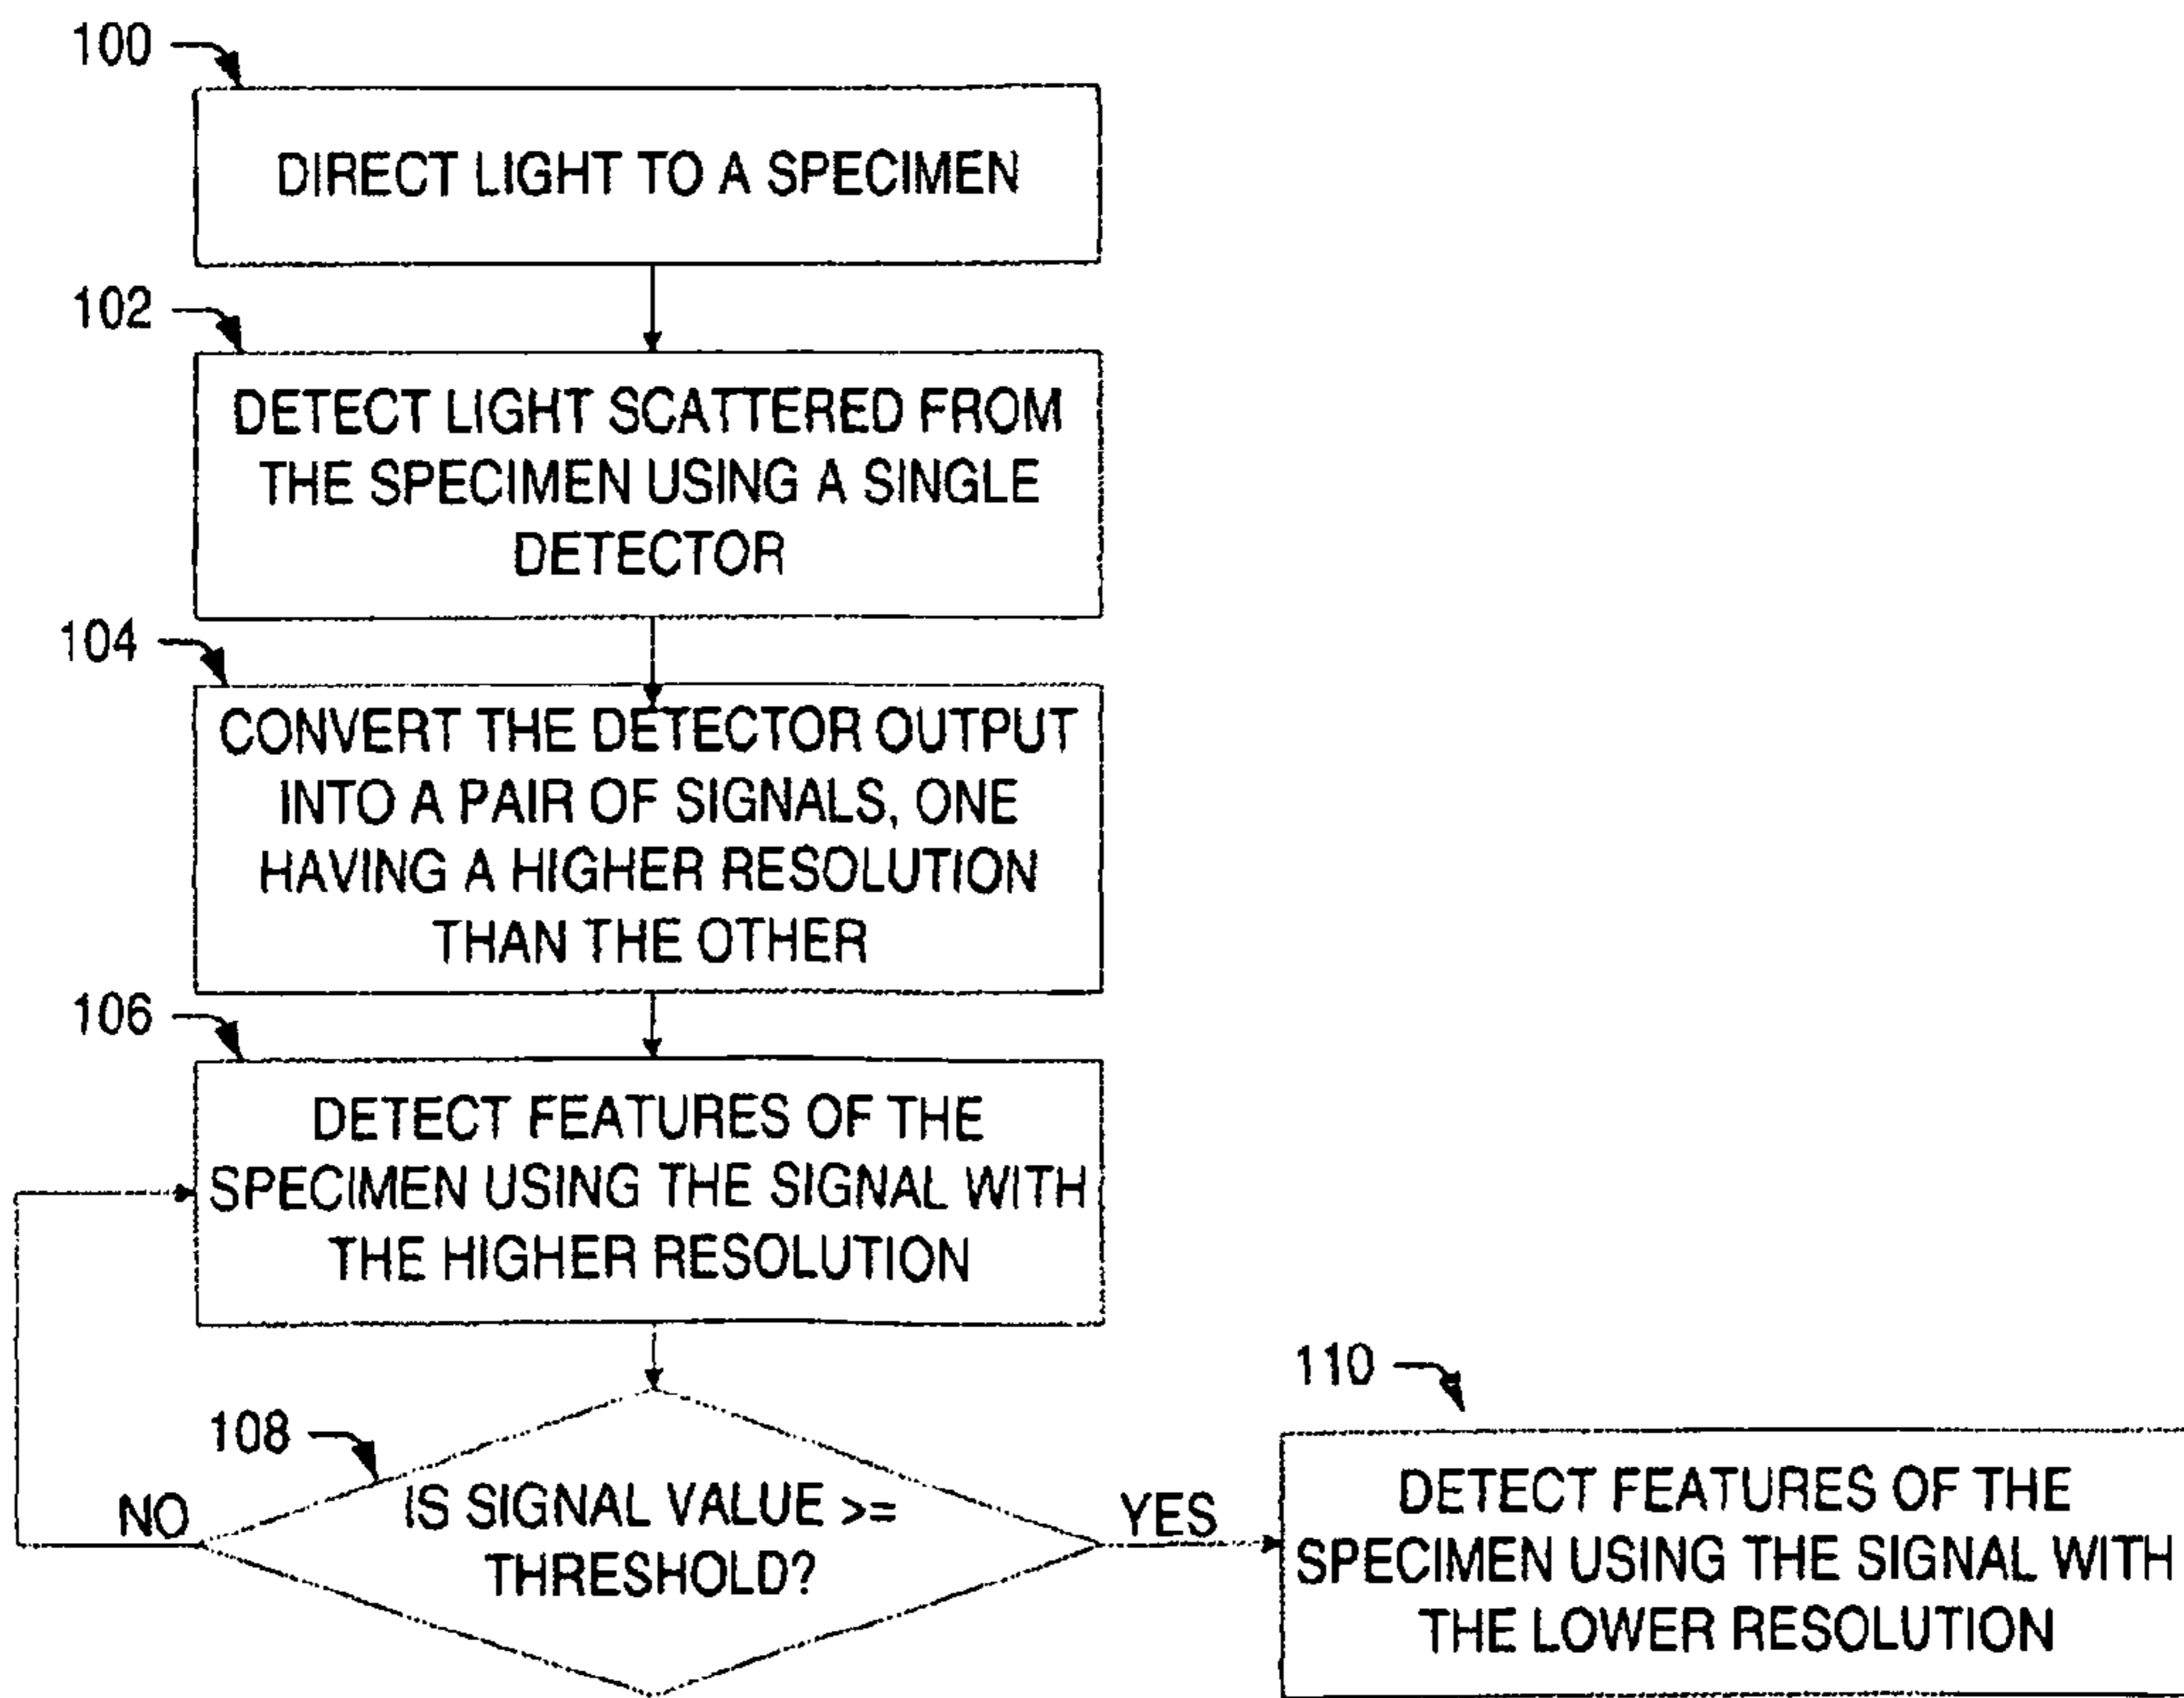 100
DIRECT LIGHT TO A SPECIMEN
102
DETECT LIGHT SCATTERED FROM
THE SPECIMEN USING A SINGLE
DETECTOR
104
CONVERT THE DETECTOR OUTPUT
INTO A PAIR OF SIGNALS, ONE
HAVING A HIGHER RESOLUTION
THAN THE OTHER
106
DETECT FEATURES OF THE
SPECIMEN USING THE SIGNAL WITH
THE HIGHER RESOLUTION
108
IS SIGNAL VALUE >=
THRESHOLD?
NO
YES
110
DETECT FEATURES OF THE
SPECIMEN USING THE SIGNAL WITH
THE LOWER RESOLUTION